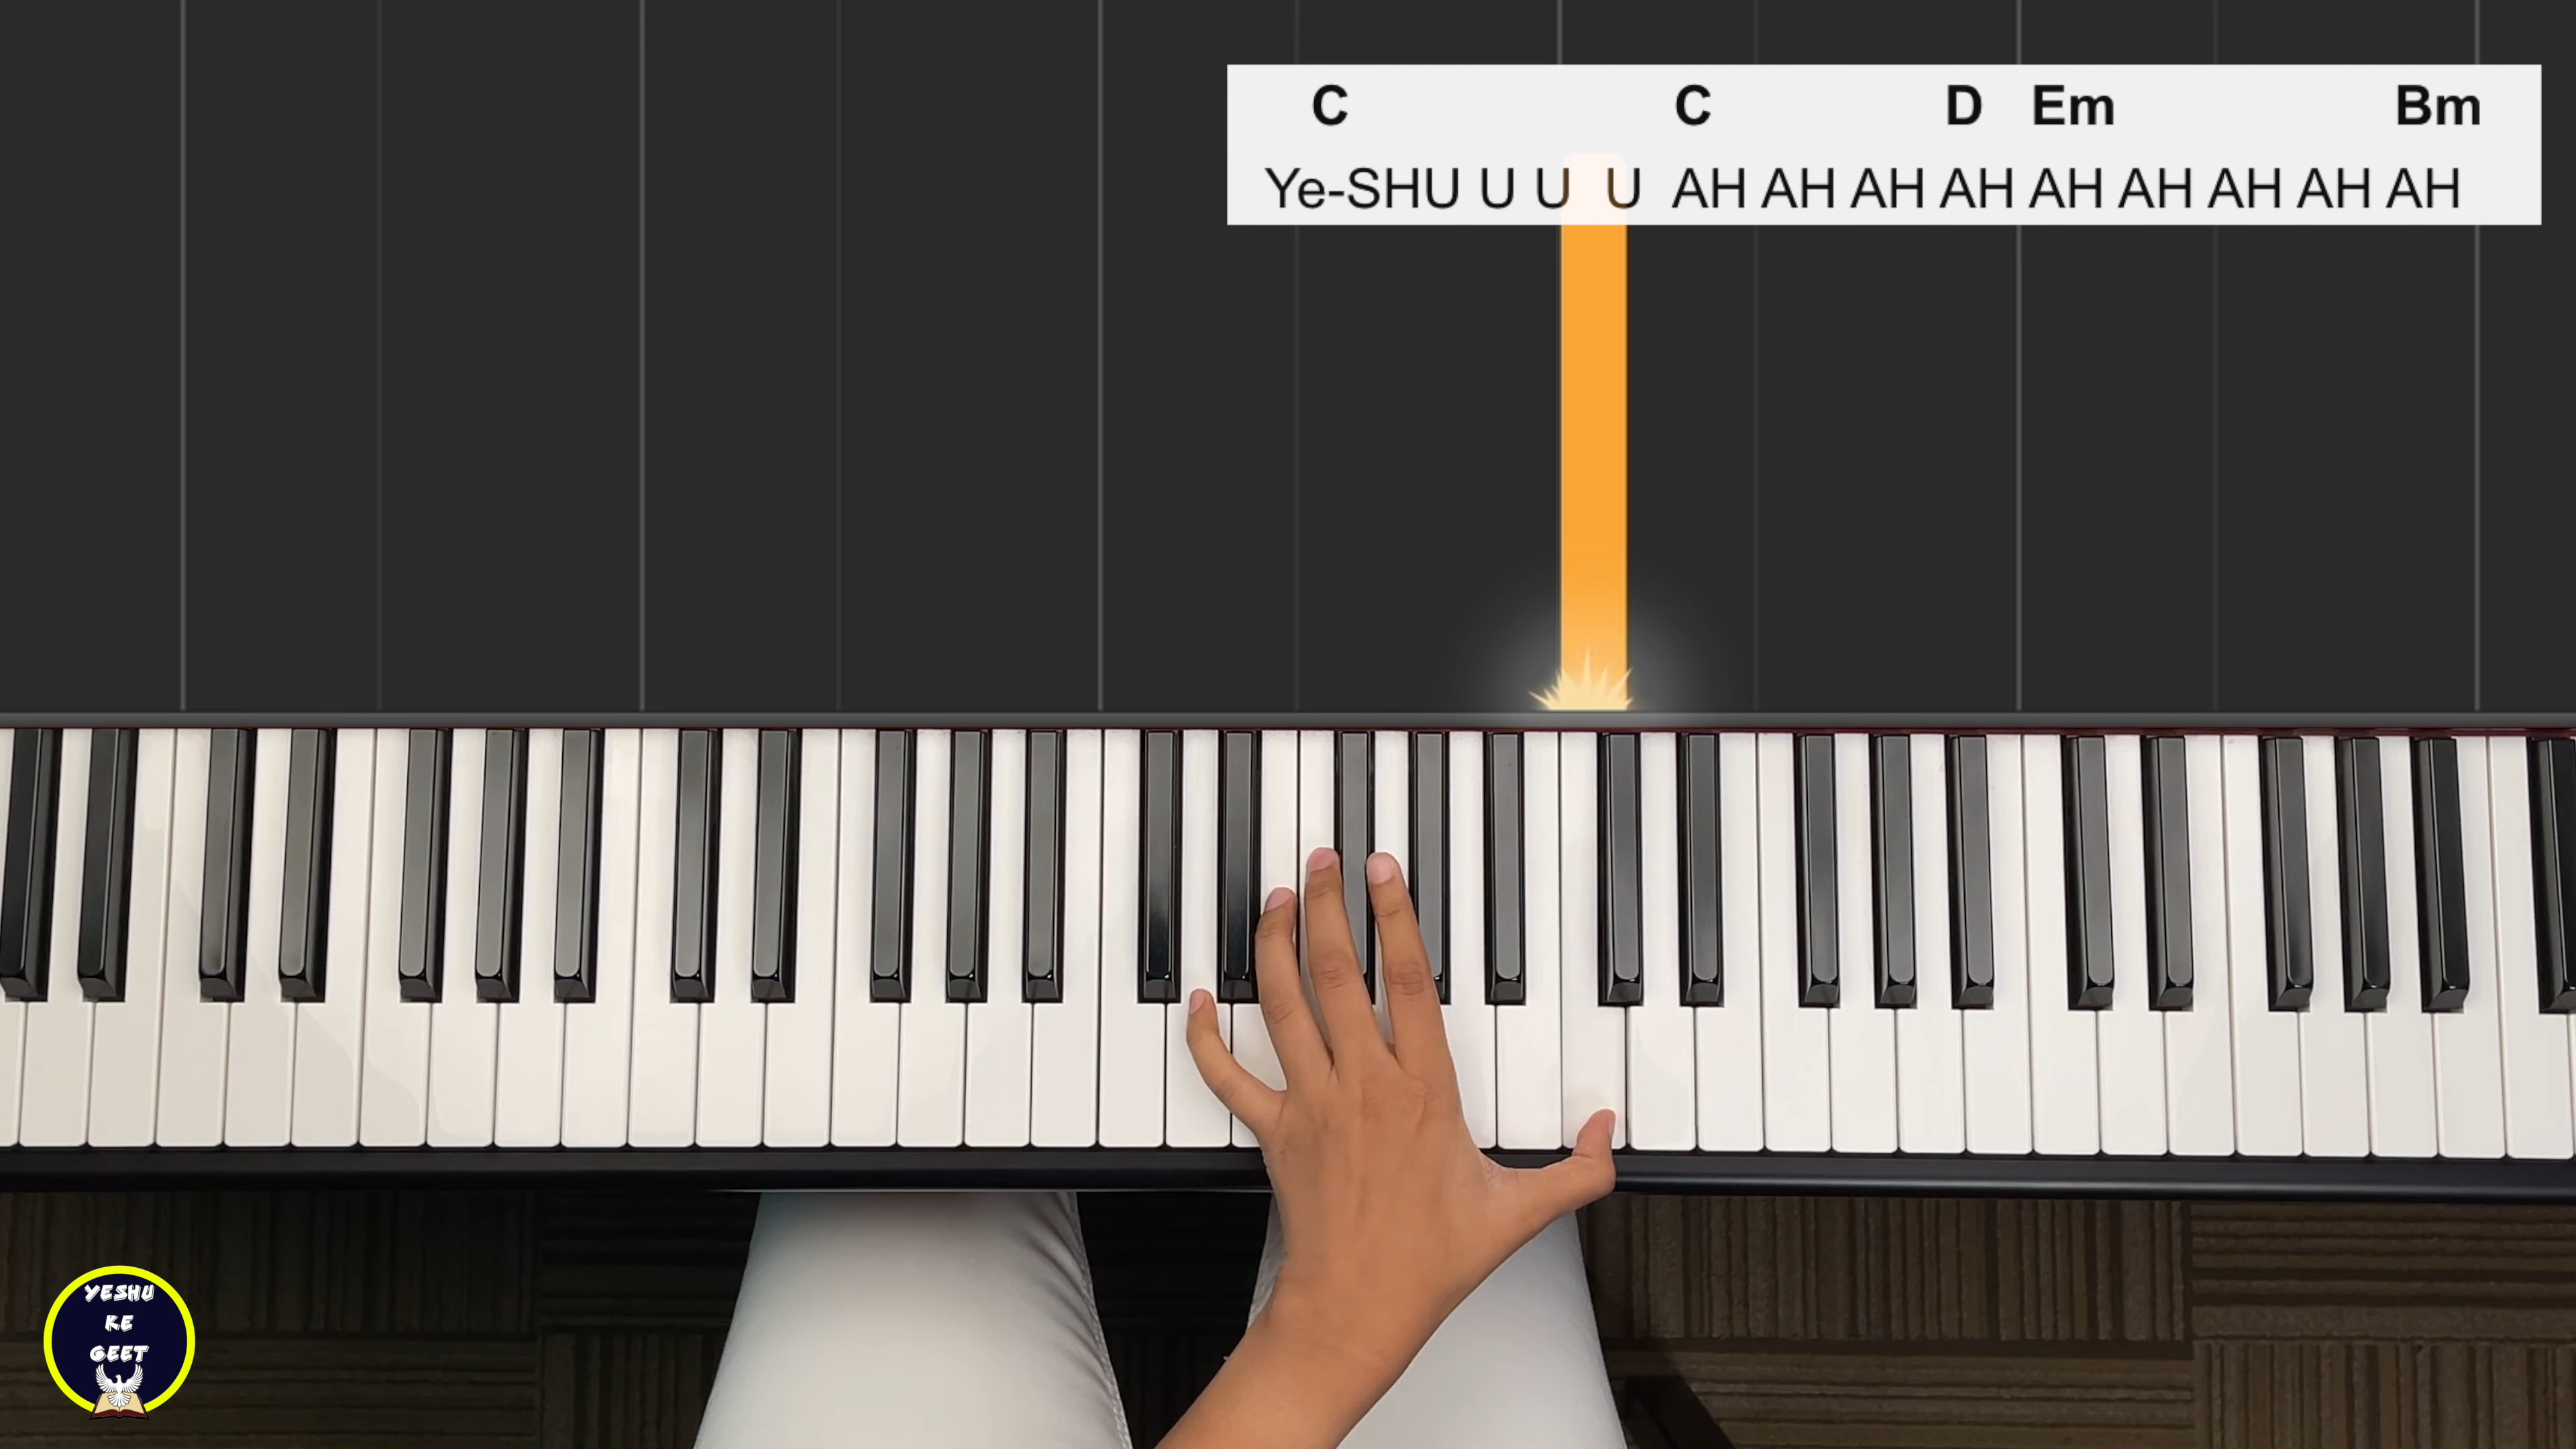 C C D Em Bm
Ye-SHU U U U AH AH AH AH AH AH AH AH AH
YESHU
KE
GEET